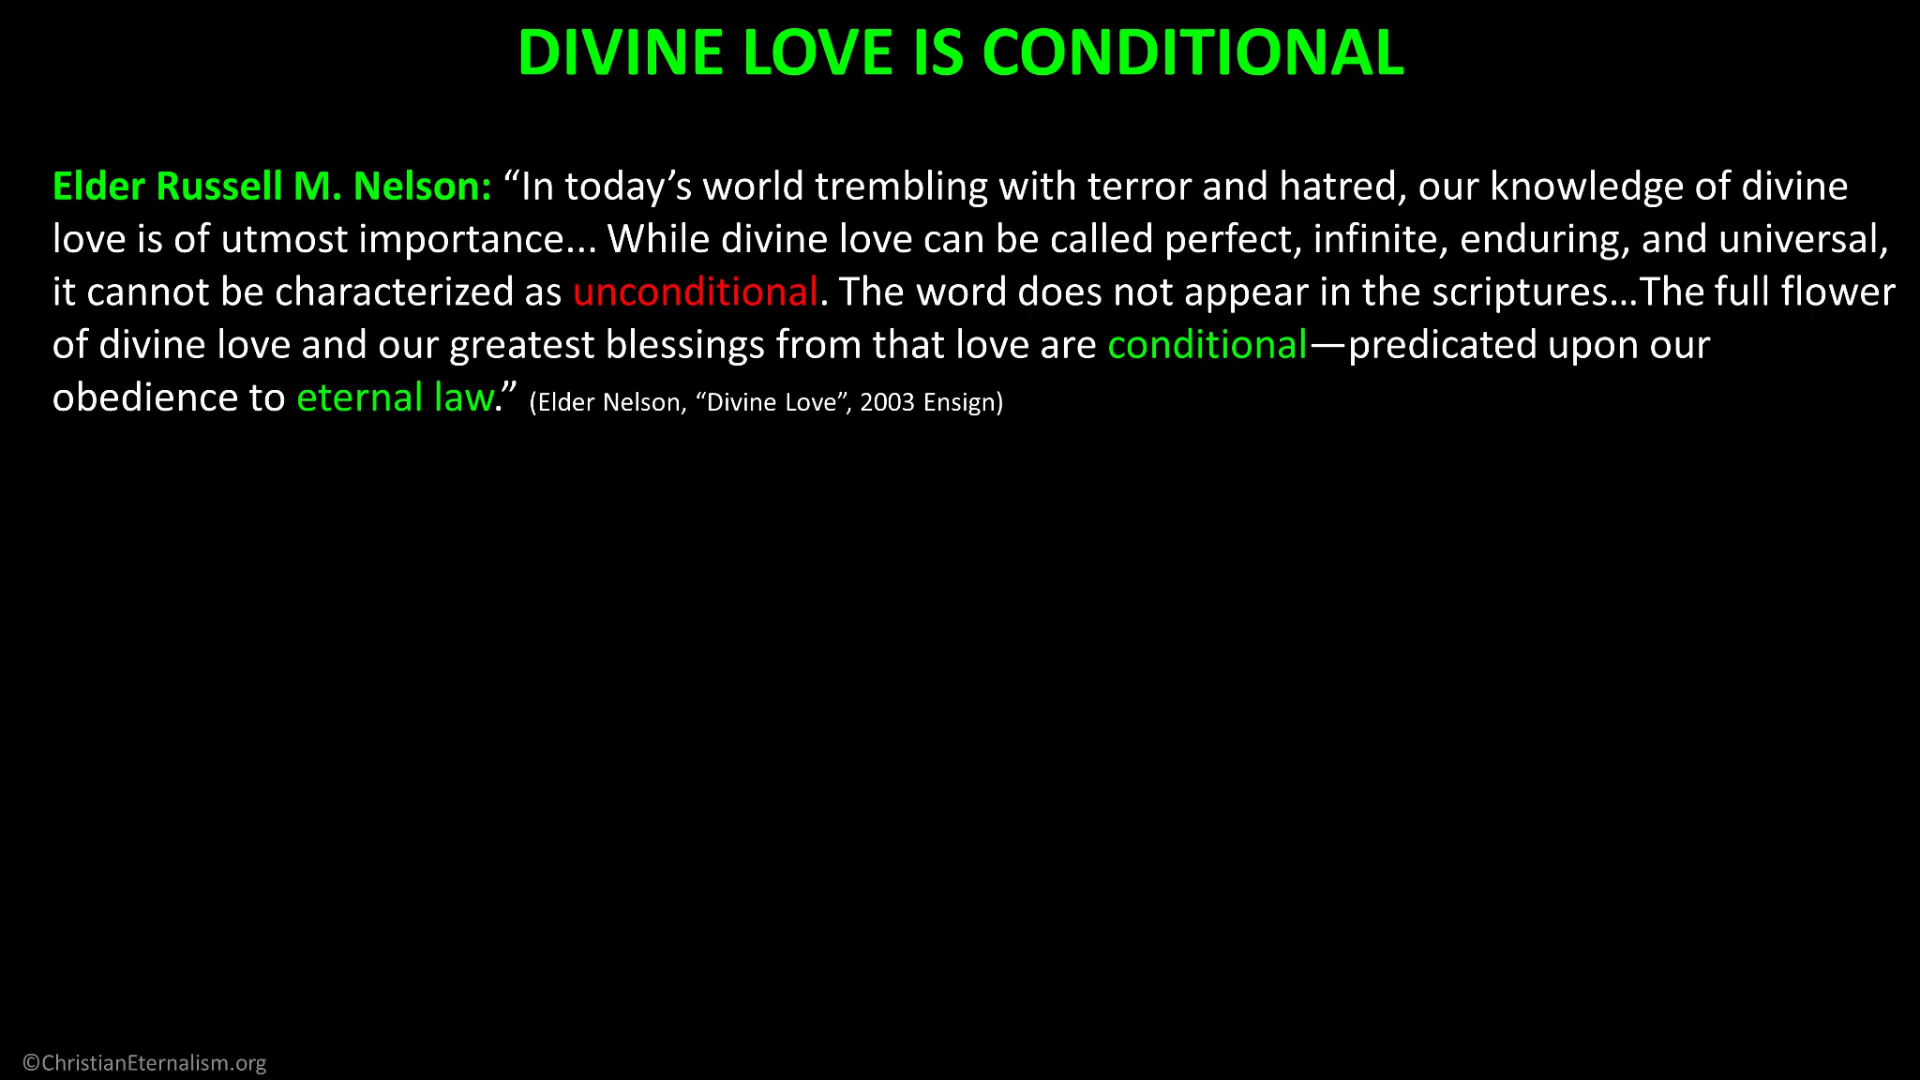 DIVINE LOVE IS CONDITIONAL
Elder Russell M. Nelson: “In today’s world trembling with terror and hatred, our knowledge of divine
love is of utmost importance... While divine love can be called perfect, infinite, enduring, and universal,
it cannot be characterized as unconditional. The word does not appear in the scriptures…The full flower
of divine love and our greatest blessings from that love are conditional—predicated upon our
obedience to eternal law.” (Elder Nelson, “Divine Love”, 2003 Ensign)
©ChristianEternalism.org